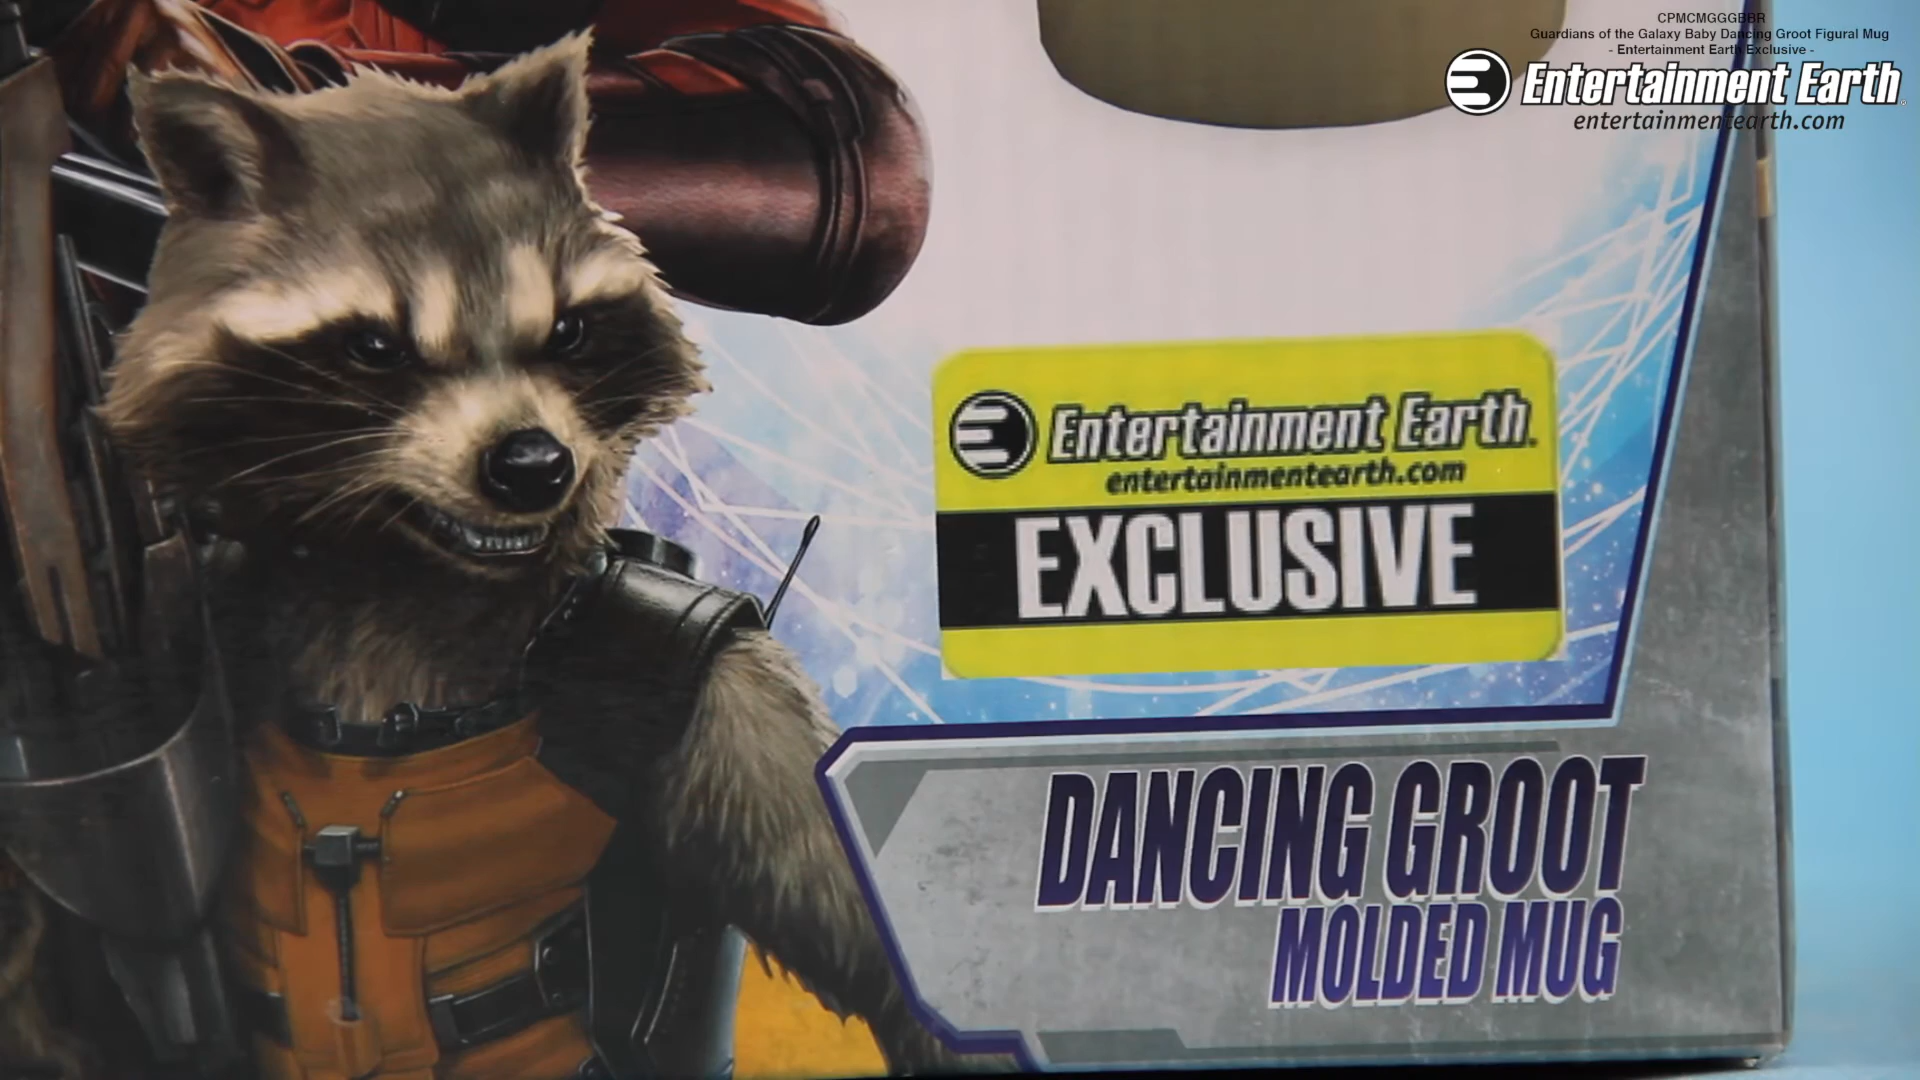 CPMCMGGGBBR
Guardians of the Galaxy Baby Dancing Groot Figural Mug
- Entertainment Earth Exclusive -
Entertainment Earth
entertainmentearth.com
Entertainment Earth
entertainmentearth.com
EXCLUSIVE
DANCING GROOT
MOLDED MUG